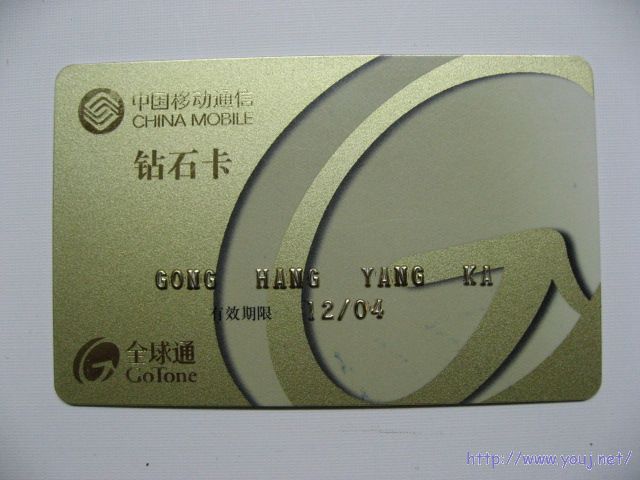 中国移动通信
CHINA MOBILE
钻石卡
GONG HANG YANG KA
有效期限 12/04
全球通
GoTone
http://www.youj.net/